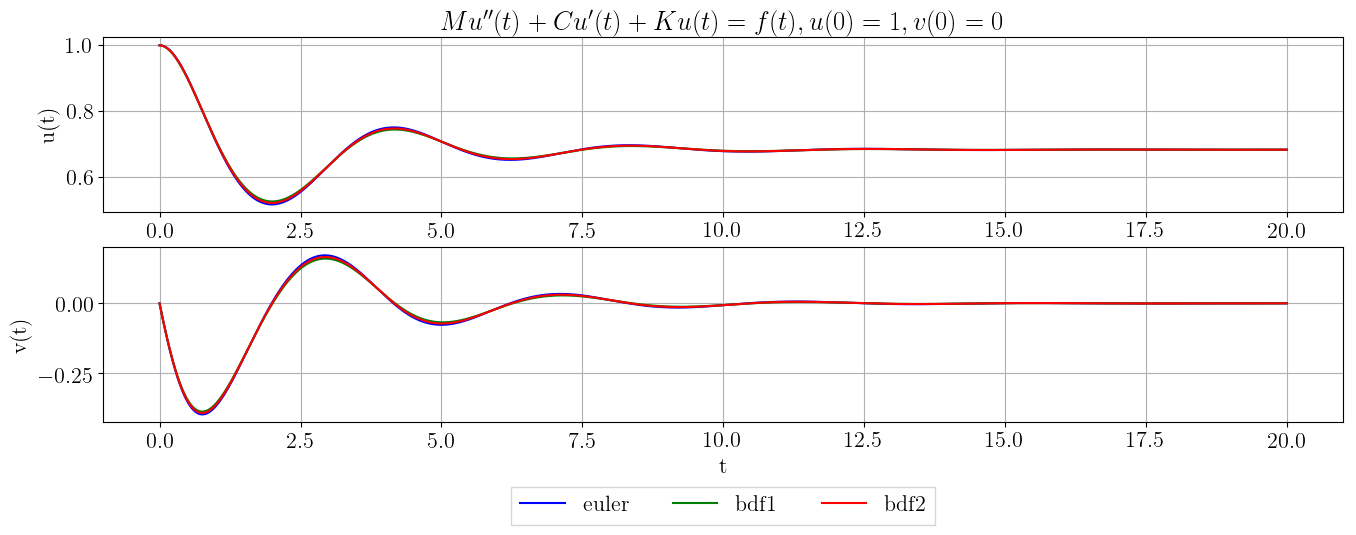 $Mu''(t) + Cu'(t) + Ku(t) = f(t), u(0) = 1, v(0) = 0$
1.0
0.8
0.6
u(t)
0.0 2.5 5.0 7.5 10.0 12.5 15.0 17.5 20.0
0.00
−0.25
v(t)
0.0 2.5 5.0 7.5 10.0 12.5 15.0 17.5 20.0
t
euler bdf1 bdf2